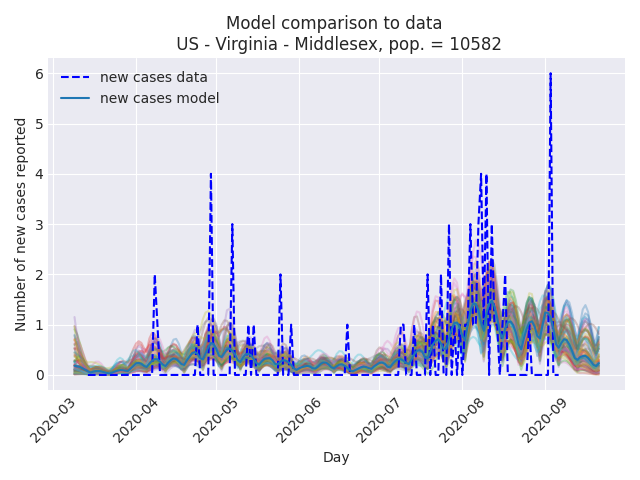 Model comparison to data
US - Virginia - Middlesex, pop. = 10582
new cases data
new cases model
Number of new cases reported
6
5
4
3
2
1
0
2020-03
2020-04
2020-05
2020-06
2020-07
2020-08
2020-09
Day